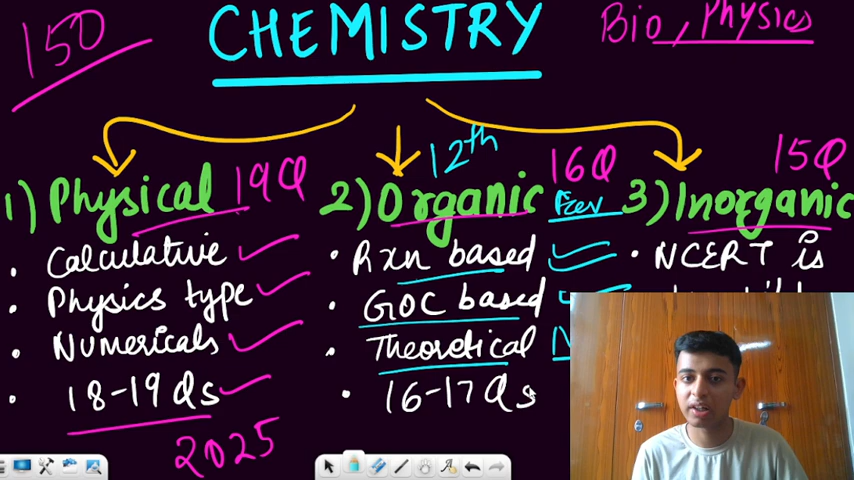 150
CHEMISTRY
Bio, Physics
1) Physical 19Q
• Calculative
• Physics type
• Numericals
• 18-19 Qs
2025
12th
2) Organic 16Q
• Rxn based
• GOC based
• Theoretical
• 16-17 Qs
15Q
3) Inorganic
• NCERT is